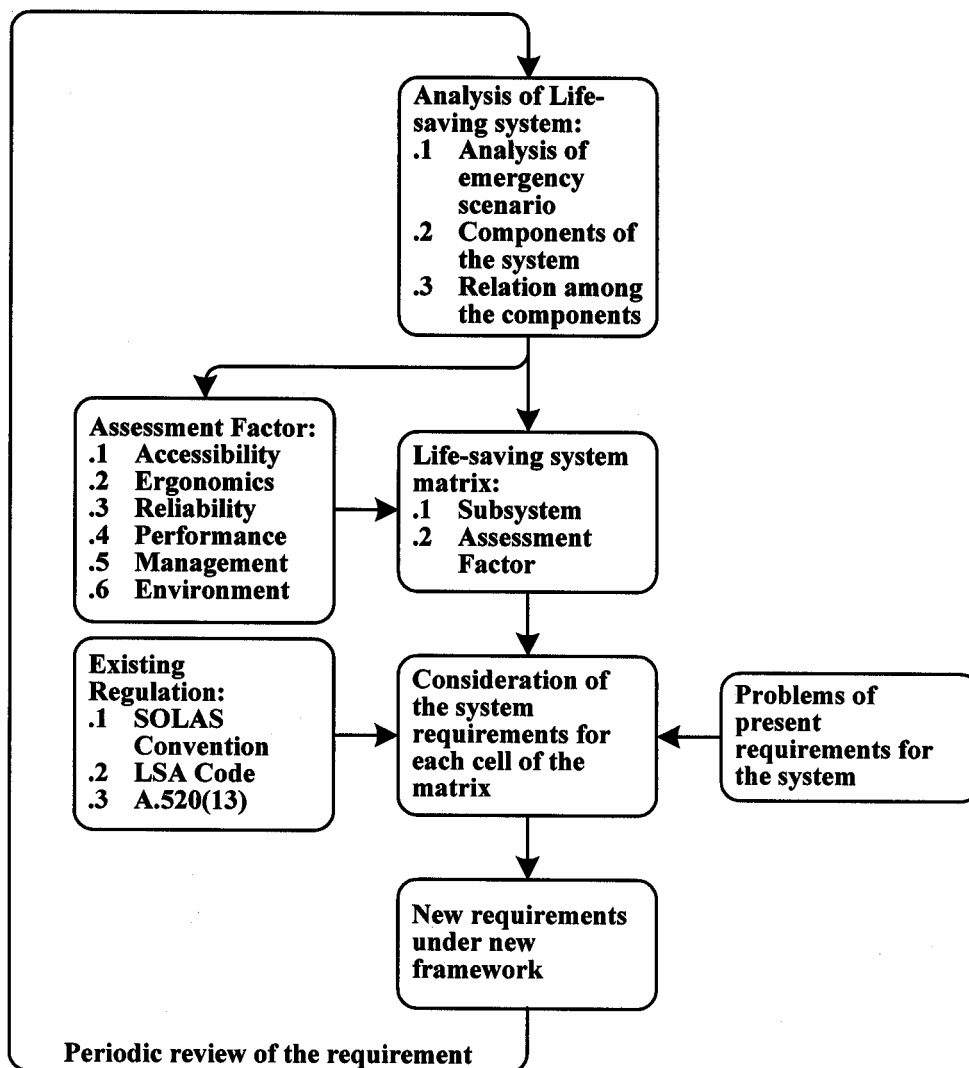 Analysis of Life-
saving system:
.1 Analysis of
emergency
scenario
.2 Components of
the system
.3 Relation among
the components
Assessment Factor:
.1 Accessibility
.2 Ergonomics
.3 Reliability
.4 Performance
.5 Management
.6 Environment
Life-saving system
matrix:
.1 Subsystem
.2 Assessment
Factor
Existing
Regulation:
.1 SOLAS
Convention
.2 LSA Code
.3 A.520(13)
Consideration of
the system
requirements for
each cell of the
matrix
Problems of
present
requirements for
the system
New requirements
under new
framework
Periodic review of the requirement